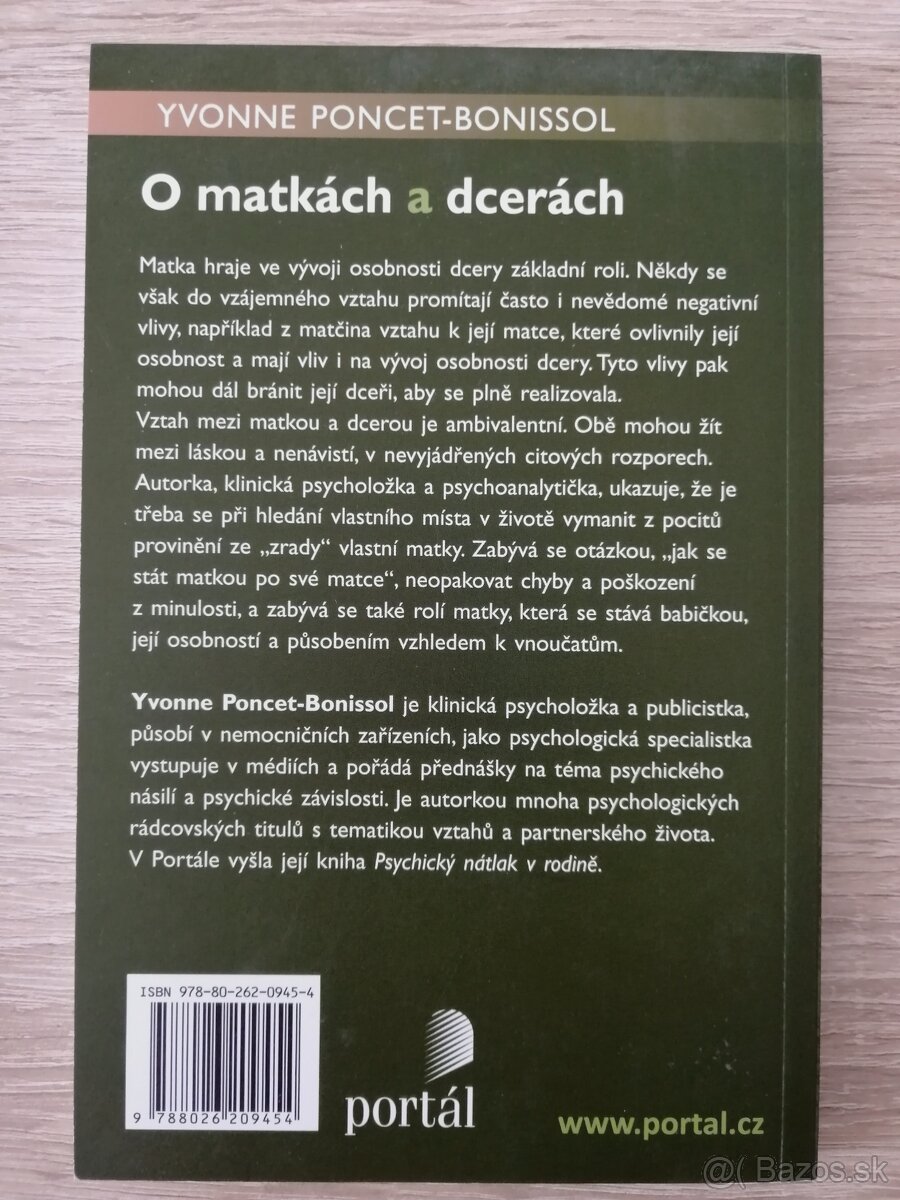 YVONNE PONCET-BONISSOL
O matkách a dcerách
Matka hraje ve vývoji osobnosti dcery základní roli. Někdy se
však do vzájemného vztahu promítají často i nevědomé negativní
vlivy, například z matčina vztahu k její matce, které ovlivnily její
osobnost a mají vliv i na vývoj osobnosti dcery. Tyto vlivy pak
mohou dál bránit její dceři, aby se plně realizovala.
Vztah mezi matkou a dcerou je ambivalentní. Obě mohou žít
mezi láskou a nenávistí, v nevyjádřených citových rozporech.
Autorka, klinická psycholožka a psychoanalytička, ukazuje, že je
třeba se při hledání vlastního místa v životě vymanit z pocitů
provinění ze „zrady“ vlastní matky. Zabývá se otázkou, „jak se
stát matkou po své matce“, neopakovat chyby a poškození
z minulosti, a zabývá se také rolí matky, která se stává babičkou,
její osobností a působením vzhledem k vnoučatům.
Yvonne Poncet-Bonissol je klinická psycholožka a publicistka,
působí v nemocničních zařízeních, jako psychologická specialistka
vystupuje v médiích a pořádá přednášky na téma psychického
násilí a psychické závislosti. Je autorkou mnoha psychologických
rádcovských titulů s tematikou vztahů a partnerského života.
V Portále vyšla její kniha Psychický nátlak v rodině.
ISBN 978-80-262-0945-4
9 788026 209454
portál
www.portal.cz
@( Bazos.sk